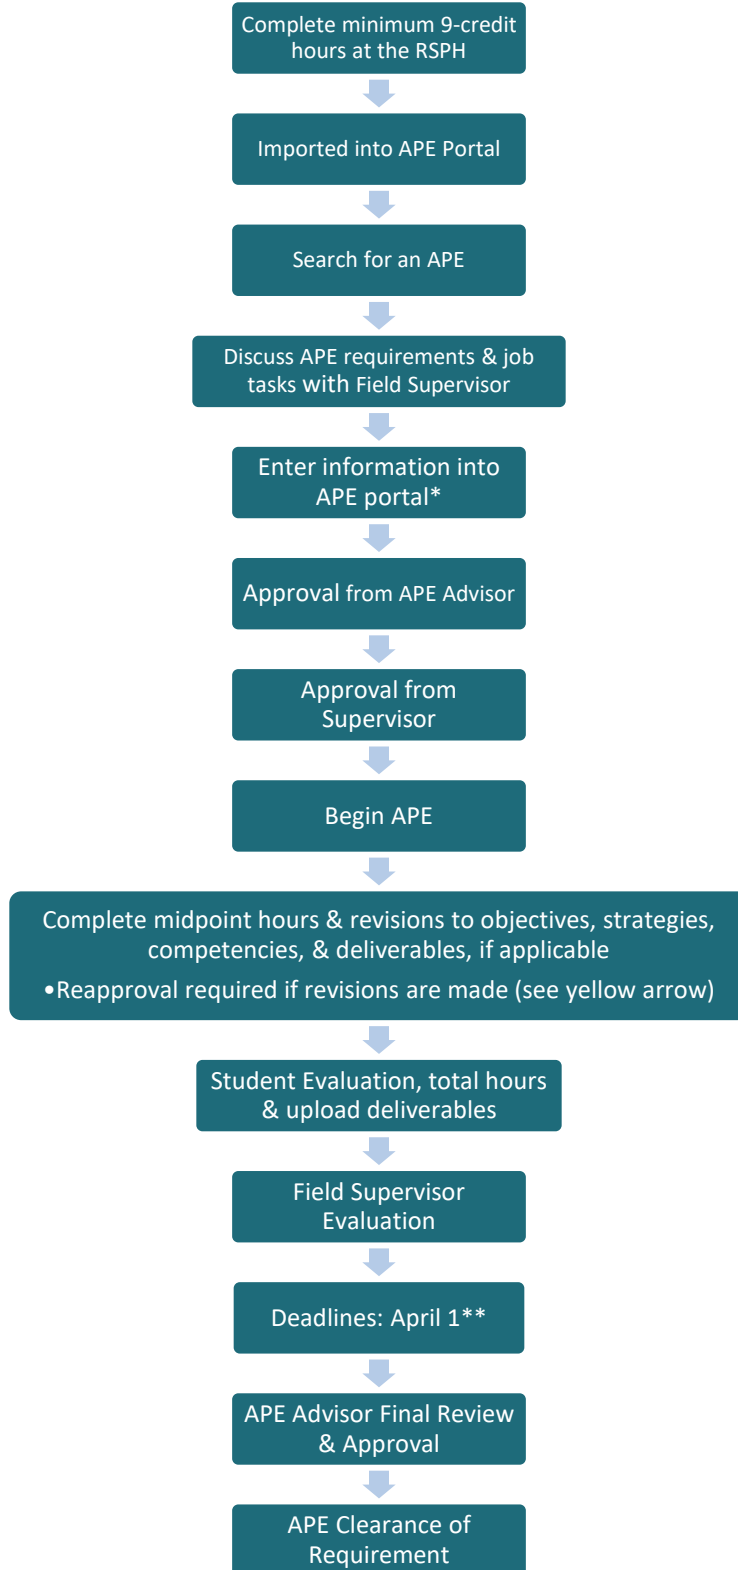 Complete minimum 9-credit
hours at the RSPH
Imported into APE Portal
Search for an APE
Discuss APE requirements & job
tasks with Field Supervisor
Enter information into
APE portal*
Approval from APE Advisor
Approval from
Supervisor
Begin APE
Complete midpoint hours & revisions to objectives, strategies,
competencies, & deliverables, if applicable
•Reapproval required if revisions are made (see yellow arrow)
Student Evaluation, total hours
& upload deliverables
Field Supervisor
Evaluation
Deadlines: April 1**
APE Advisor Final Review
& Approval
APE Clearance of
Requirement